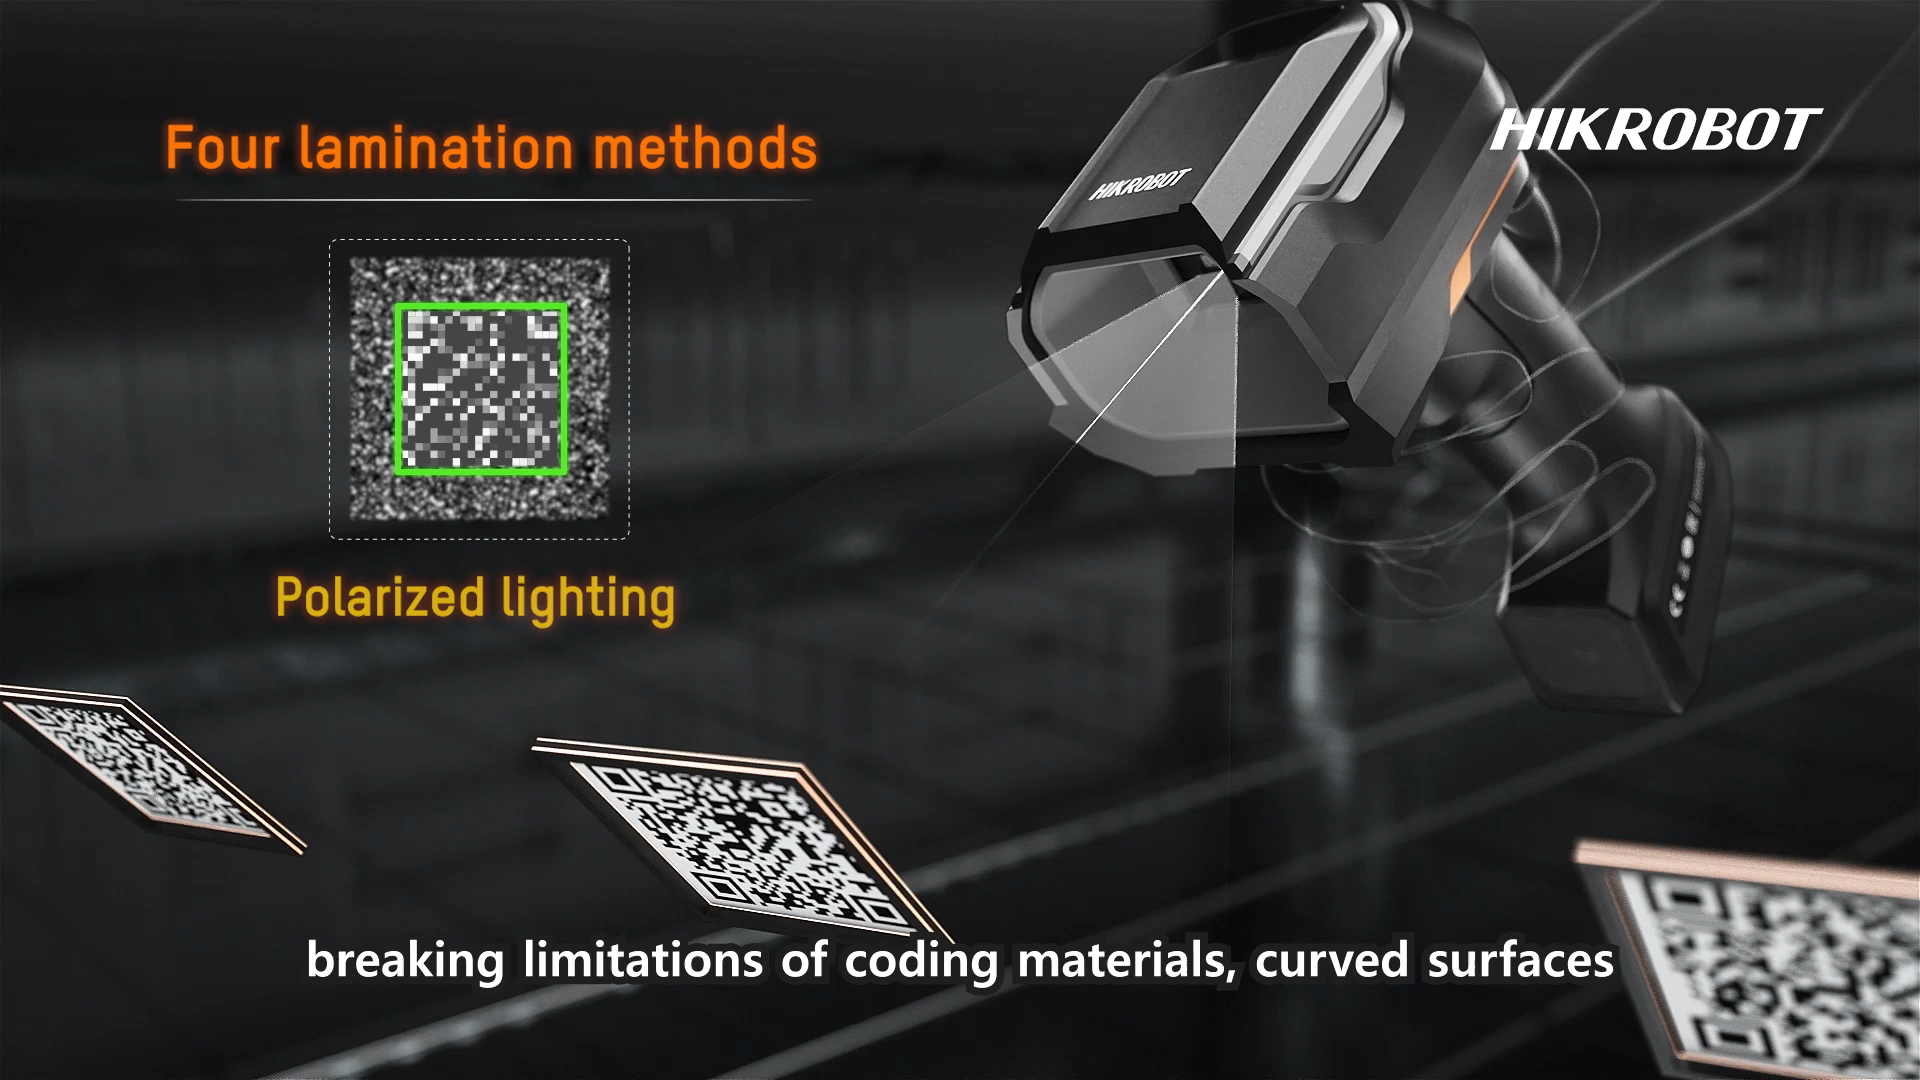 Four lamination methods
HIKROBOT
HIKROBOT
Polarized lighting
breaking limitations of coding materials, curved surfaces